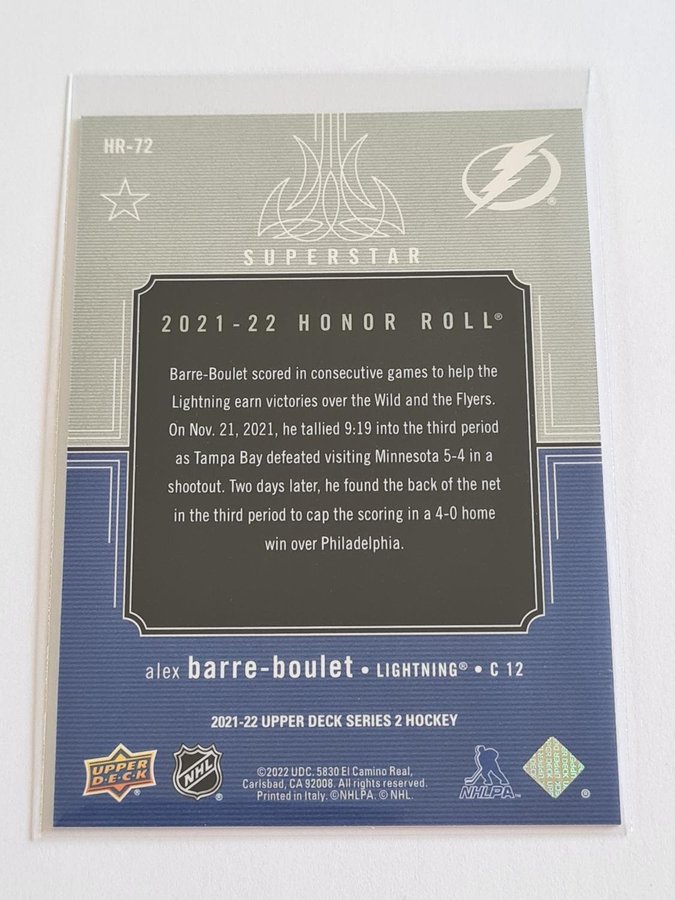 HR-72
SUPERSTAR
2021-22 HONOR ROLL®
Barre-Boulet scored in consecutive games to help the
Lightning earn victories over the Wild and the Flyers.
On Nov. 21, 2021, he tallied 9:19 into the third period
as Tampa Bay defeated visiting Minnesota 5-4 in a
shootout. Two days later, he found the back of the net
in the third period to cap the scoring in a 4-0 home
win over Philadelphia.
alex barre-boulet • LIGHTNING® • C 12
2021-22 UPPER DECK SERIES 2 HOCKEY
UPPER
D·E·C·K
NHL
©2022 UDC. 5830 El Camino Real,
Carlsbad, CA 92008. All rights reserved.
Printed in Italy. ©NHLPA. © NHL.
NHLPA
®